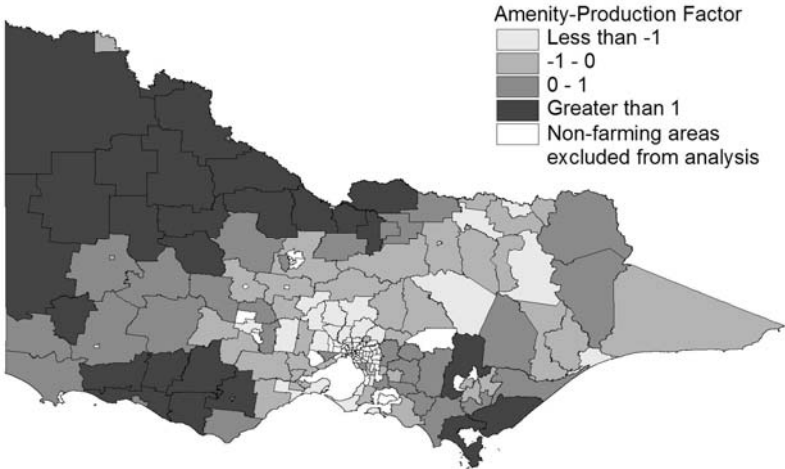 Amenity-Production Factor
Less than -1
-1 - 0
0 - 1
Greater than 1
Non-farming areas
excluded from analysis